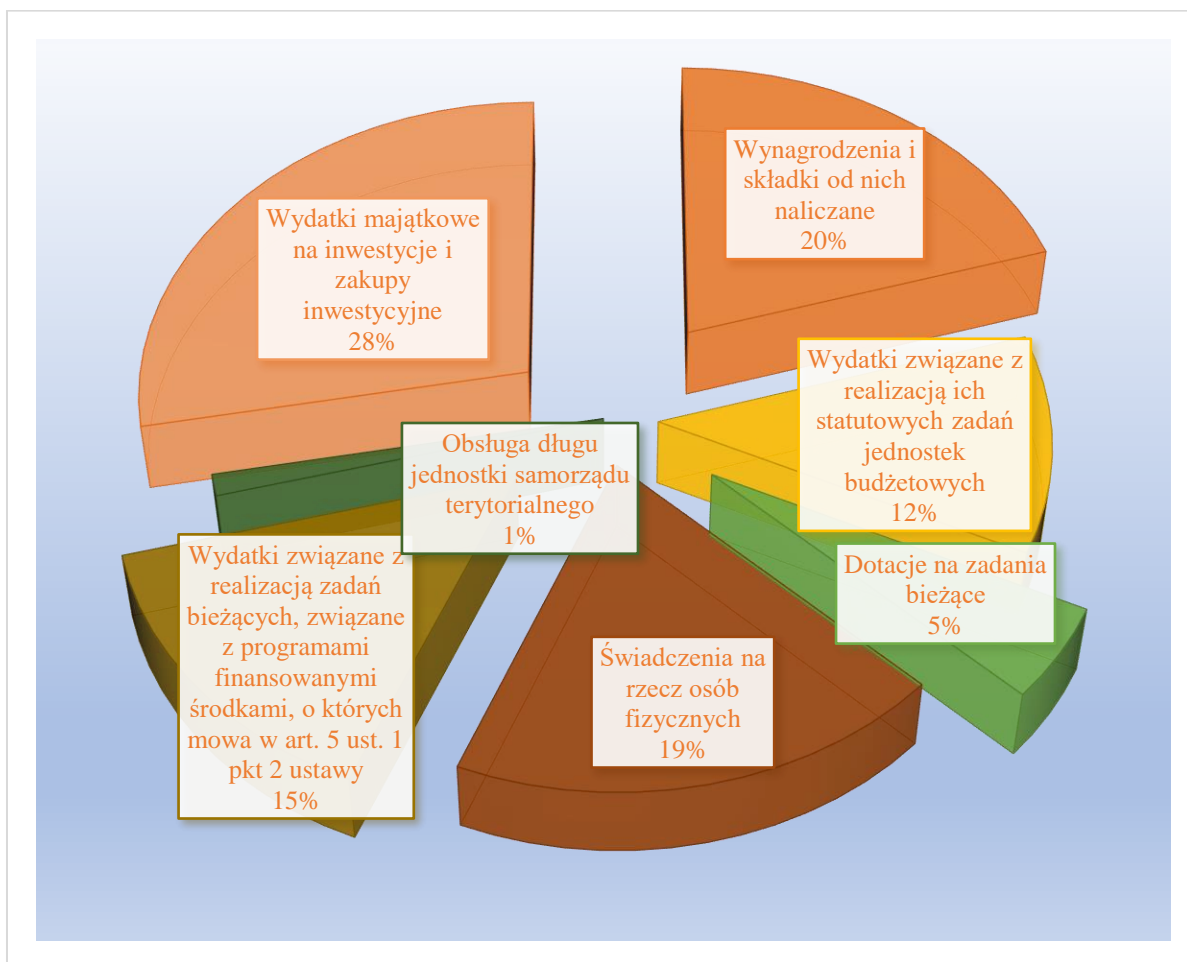 Wynagrodzenia i
składki od nich
naliczane
20%
Wydatki majątkowe
na inwestycje i
zakupy
inwestycyjne
28%
Wydatki związane z
realizacją ich
statutowych zadań
jednostek
budżetowych
12%
Obsługa długu
jednostki samorządu
terytorialnego
1%
Dotacje na zadania
bieżące
5%
Wydatki związane z
realizacją zadań
bieżących, związane
z programami
finansowanymi
środkami, o których
mowa w art. 5 ust. 1
pkt 2 ustawy
15%
Świadczenia na
rzecz osób
fizycznych
19%